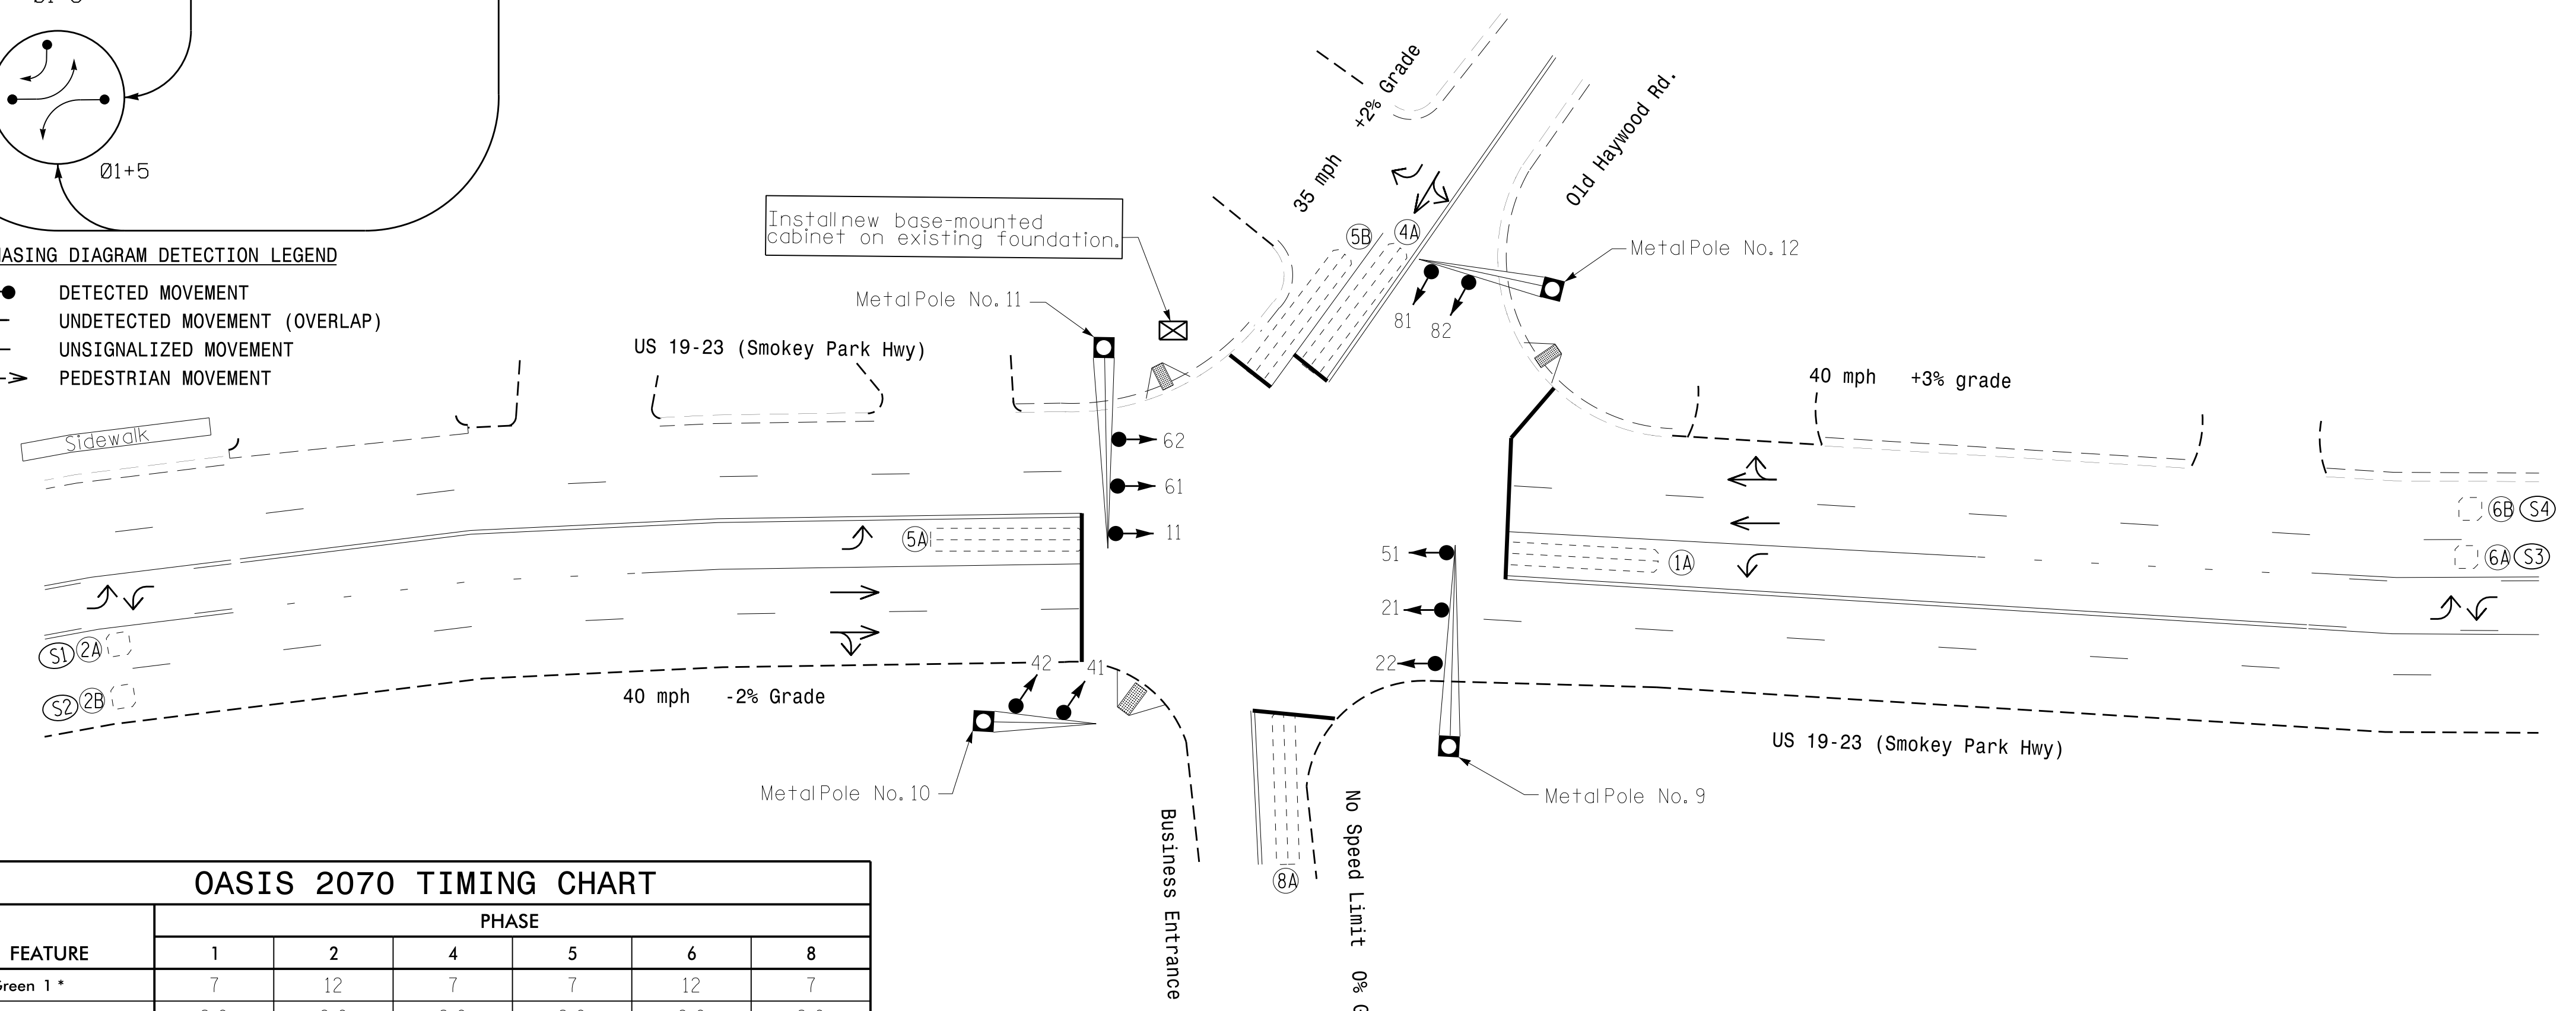 Ø1+5
ASING DIAGRAM DETECTION LEGEND
DETECTED MOVEMENT
UNDETECTED MOVEMENT (OVERLAP)
UNSIGNALIZED MOVEMENT
PEDESTRIAN MOVEMENT
Install new base-mounted
cabinet on existing foundation.
Metal Pole No. 11
US 19-23 (Smokey Park Hwy)
Sidewalk
+2% Grade
35 mph
Old Haywood Rd.
5B
4A
Metal Pole No. 12
81
82
40 mph +3% grade
62
61
11
5A
51
21
22
1A
6B
S4
6A
S3
S1
2A
S2
2B
42
41
40 mph -2% Grade
Metal Pole No. 10
US 19-23 (Smokey Park Hwy)
Metal Pole No. 9
Business Entrance
8A
No Speed Limit 0% G
OASIS 2070 TIMING CHART
PHASE
FEATURE 1 2 4 5 6 8
Green 1 * 7 12 7 7 12 7